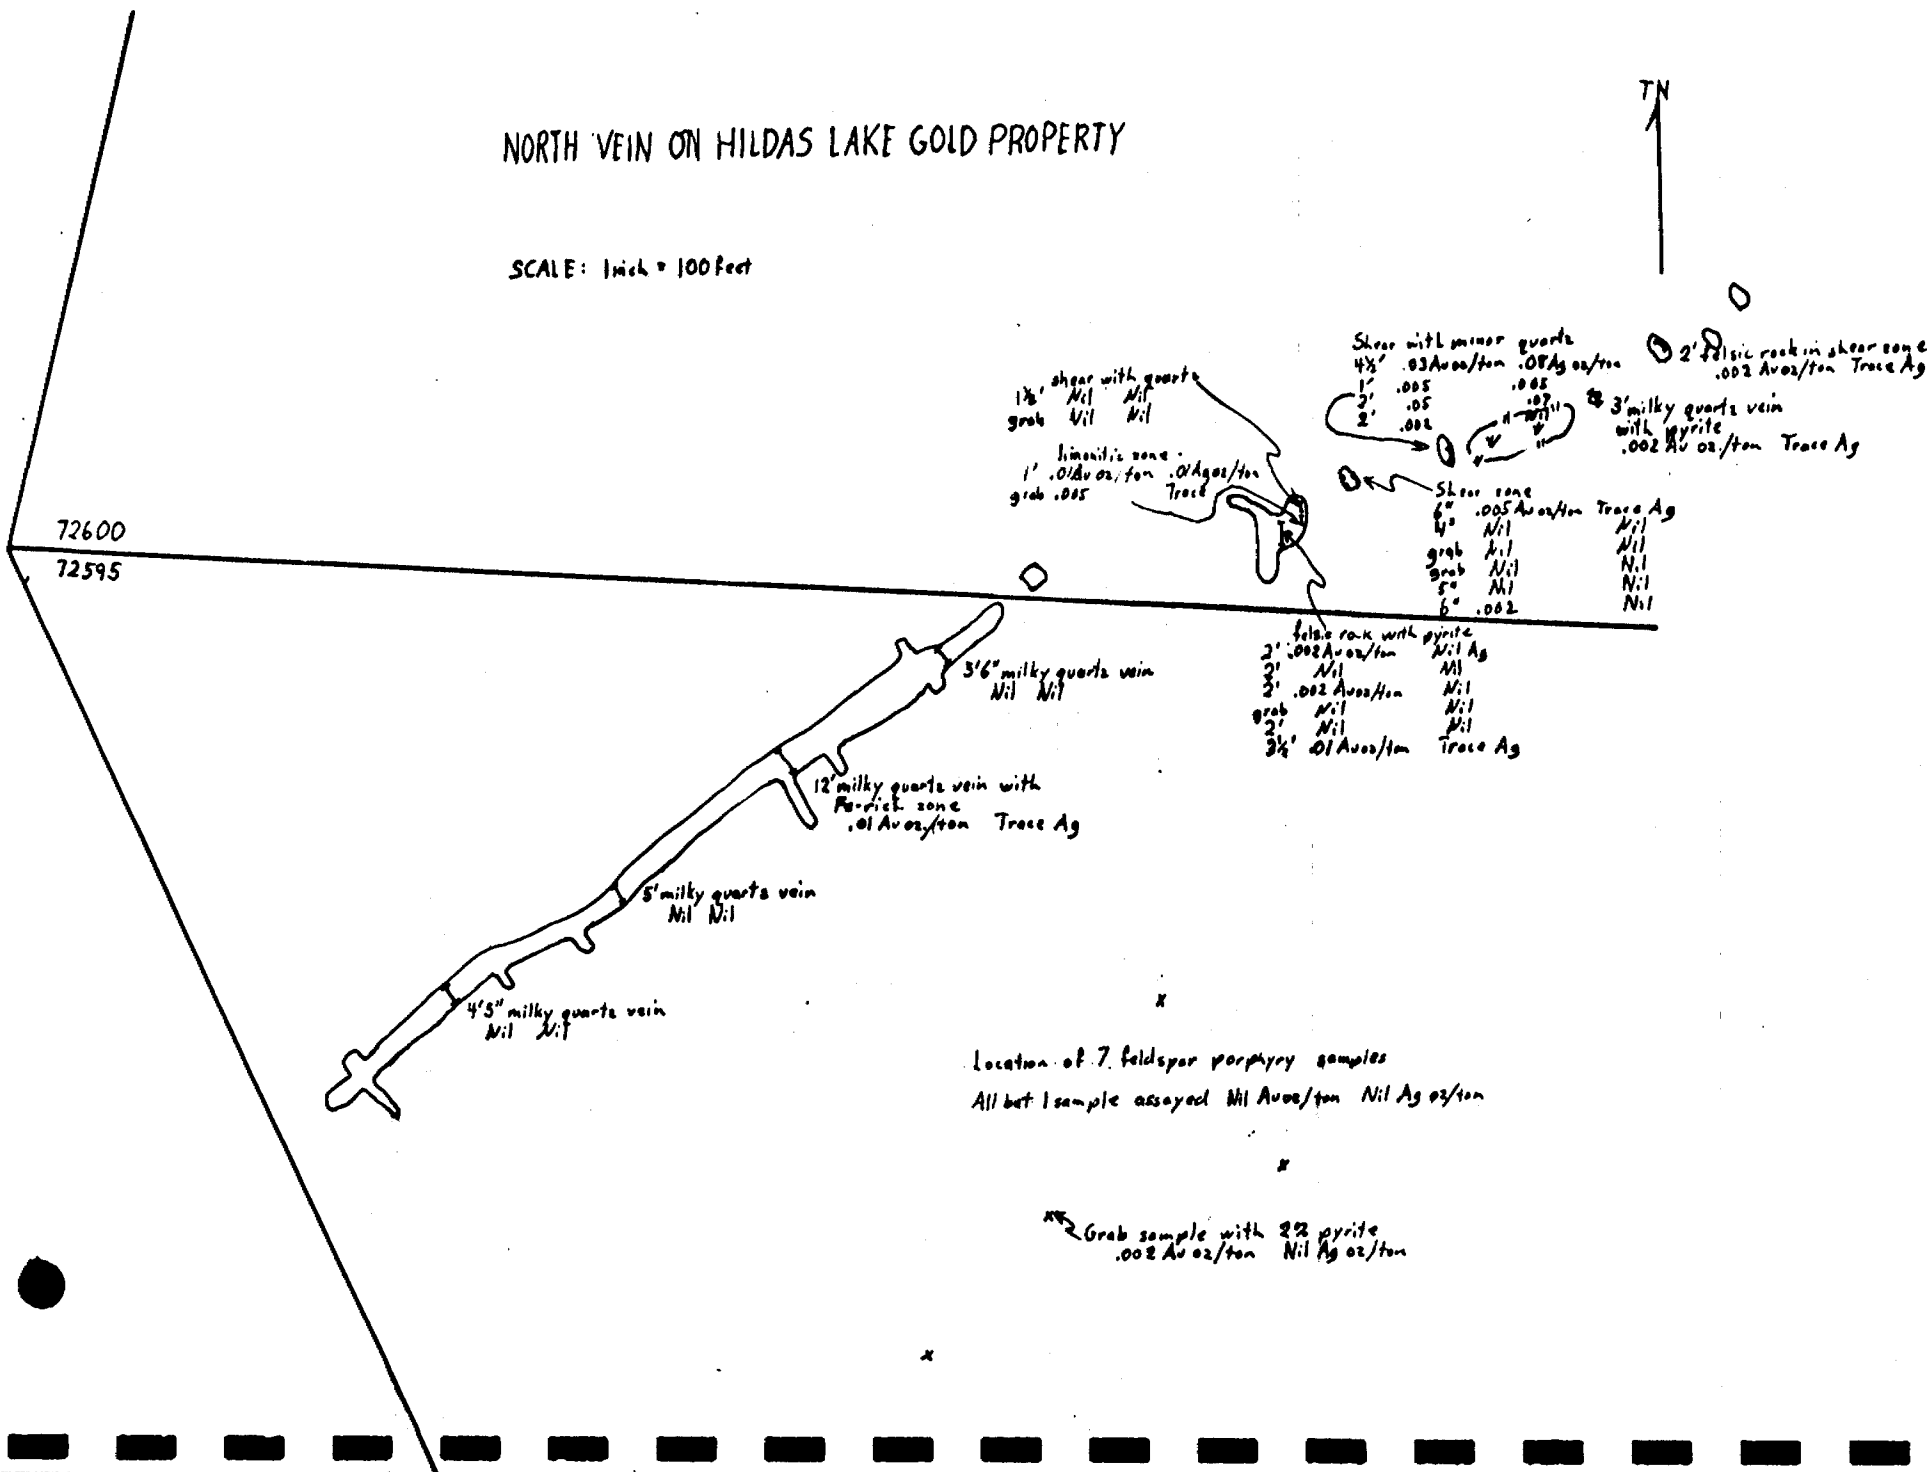 TN
NORTH VEIN ON HILDAS LAKE GOLD PROPERTY
SCALE: 1 inch = 100 feet
Shear with minor quartz
4½' .03 Au oz/ton .08 Ag oz/ton
1' .005 .005
2' .05 .07
2' .002 Nil
2' felsic rock in shear zone
.002 Au oz/ton Trace Ag
3' milky quartz vein
with pyrite
.002 Au oz./ton Trace Ag
shear with quartz
1½' Nil Nil
grab Nil Nil
limonitic zone
1' .01 Au oz/ton .01 Ag oz/ton
grab .005 Trace
Shear zone
6" .005 Au oz/ton Trace Ag
4" Nil Nil
grab Nil Nil
grab Nil Nil
5" Nil Nil
6" .002 Nil
72600
72595
felsic rock with pyrite
2' .002 Au oz/ton Nil Ag
2' Nil Nil
2' .002 Au oz/ton Nil
grab Nil Nil
2' Nil Nil
3½' .01 Au oz/ton Trace Ag
3'6" milky quartz vein
Nil Nil
12' milky quartz vein with
Fe-rich zone
.01 Au oz./ton Trace Ag
5' milky quartz vein
Nil Nil
4'5" milky quartz vein
Nil Nil
x
Location of 7 feldspar porphyry samples
All but 1 sample assayed Nil Au oz/ton Nil Ag oz/ton
x
x
Grab sample with 2% pyrite
.002 Au oz/ton Nil Ag oz/ton
x